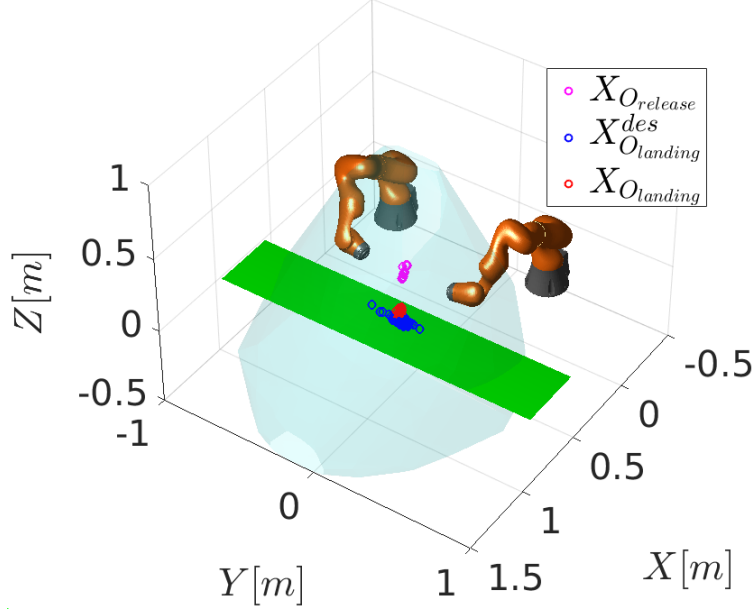 X_{O_{release}}
X^{des}_{O_{landing}}
X_{O_{landing}}
1
0.5
0
-0.5
Z[m]
-1
0
1
Y[m]
-0.5
0
0.5
1
1.5
X[m]